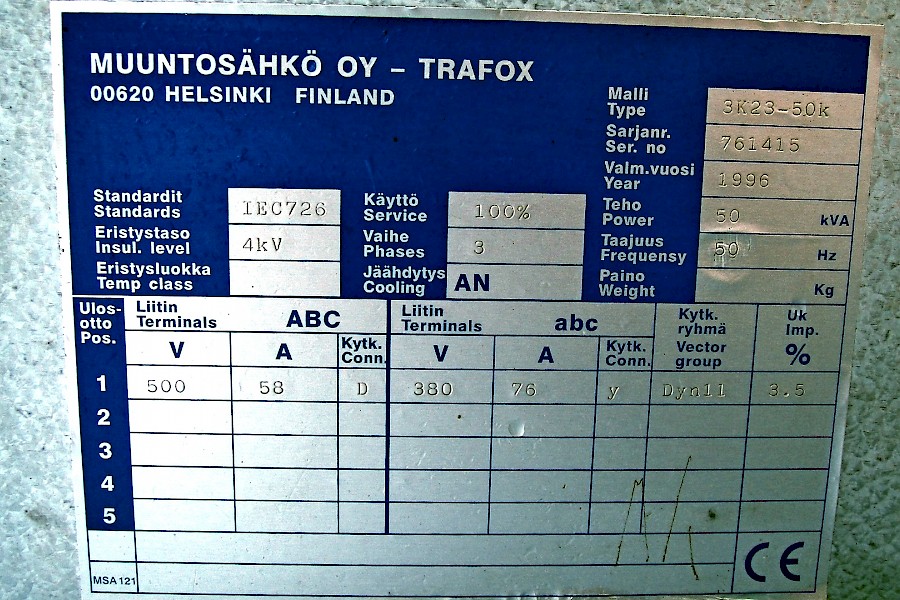 MUUNTOSÄHKÖ OY – TRAFOX
00620 HELSINKI FINLAND
Malli
Type 3K23-50k
Sarjanr.
Ser. no 761415
Valm.vuosi
Year 1996
Standardit
Standards IEC726
Käyttö
Service 100%
Teho
Power 50 kVA
Eristystaso
Insul. level 4kV
Vaihe
Phases 3
Taajuus
Frequency 50 Hz
Eristysluokka
Temp class
Jäähdytys
Cooling AN
Paino
Weight Kg
Ulos-
otto
Pos.
Liitin
Terminals ABC
Liitin
Terminals abc
Kytk.
ryhmä
Vector
group
Uk
Imp.
%
V A Kytk.
Conn.
V A Kytk.
Conn.
1 500 58 D 380 76 y Dyn11 3.5
2
3
4
5
MSA 121
CE